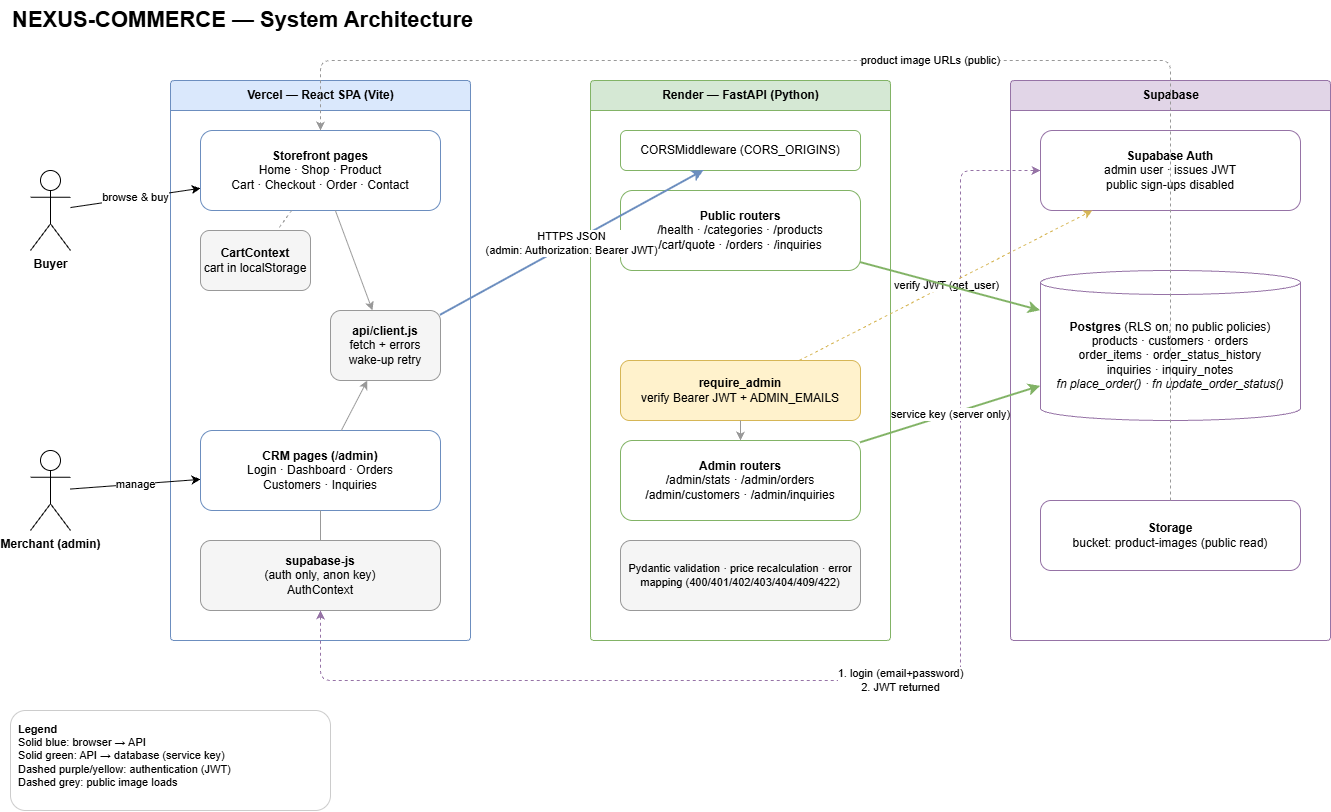 NEXUS-COMMERCE — System Architecture
product image URLs (public)
Vercel — React SPA (Vite)
Render — FastAPI (Python)
Supabase
Storefront pages
Home · Shop · Product
Cart · Checkout · Order · Contact
CORSMiddleware (CORS_ORIGINS)
Supabase Auth
admin user · issues JWT
public sign-ups disabled
browse & buy
Buyer
CartContext
cart in localStorage
HTTPS JSON
(admin: Authorization: Bearer JWT)
Public routers
/health · /categories · /products
/cart/quote · /orders · /inquiries
verify JWT (get_user)
api/client.js
fetch + errors
wake-up retry
Postgres (RLS on, no public policies)
products · customers · orders
order_items · order_status_history
inquiries · inquiry_notes
fn place_order() · fn update_order_status()
require_admin
verify Bearer JWT + ADMIN_EMAILS
service key (server only)
CRM pages (/admin)
Login · Dashboard · Orders
Customers · Inquiries
Admin routers
/admin/stats · /admin/orders
/admin/customers · /admin/inquiries
manage
Merchant (admin)
Storage
bucket: product-images (public read)
supabase-js
(auth only, anon key)
AuthContext
Pydantic validation · price recalculation · error
mapping (400/401/402/403/404/409/422)
1. login (email+password)
2. JWT returned
Legend
Solid blue: browser → API
Solid green: API → database (service key)
Dashed purple/yellow: authentication (JWT)
Dashed grey: public image loads